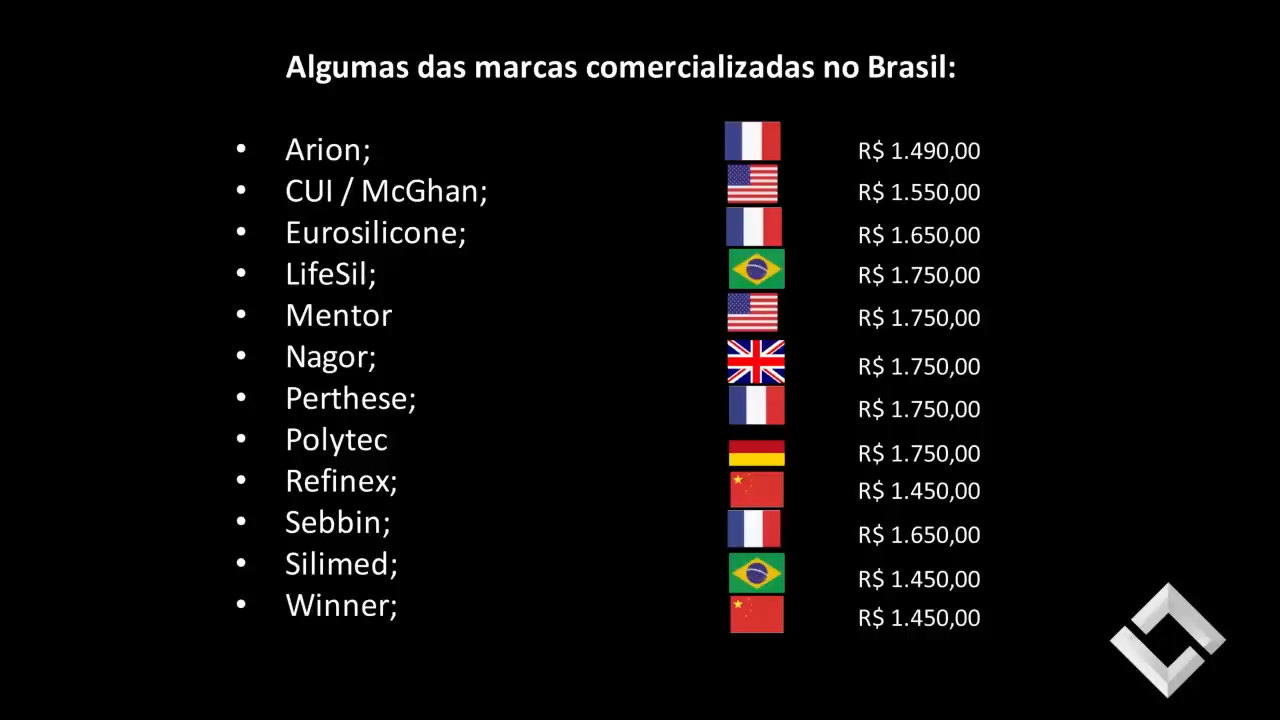 Algumas das marcas comercializadas no Brasil:
• Arion; R$ 1.490,00
• CUI / McGhan; R$ 1.550,00
• Eurosilicone; R$ 1.650,00
• LifeSil; R$ 1.750,00
• Mentor R$ 1.750,00
• Nagor; R$ 1.750,00
• Perthese; R$ 1.750,00
• Polytec R$ 1.750,00
• Refinex; R$ 1.450,00
• Sebbin; R$ 1.650,00
• Silimed; R$ 1.450,00
• Winner; R$ 1.450,00